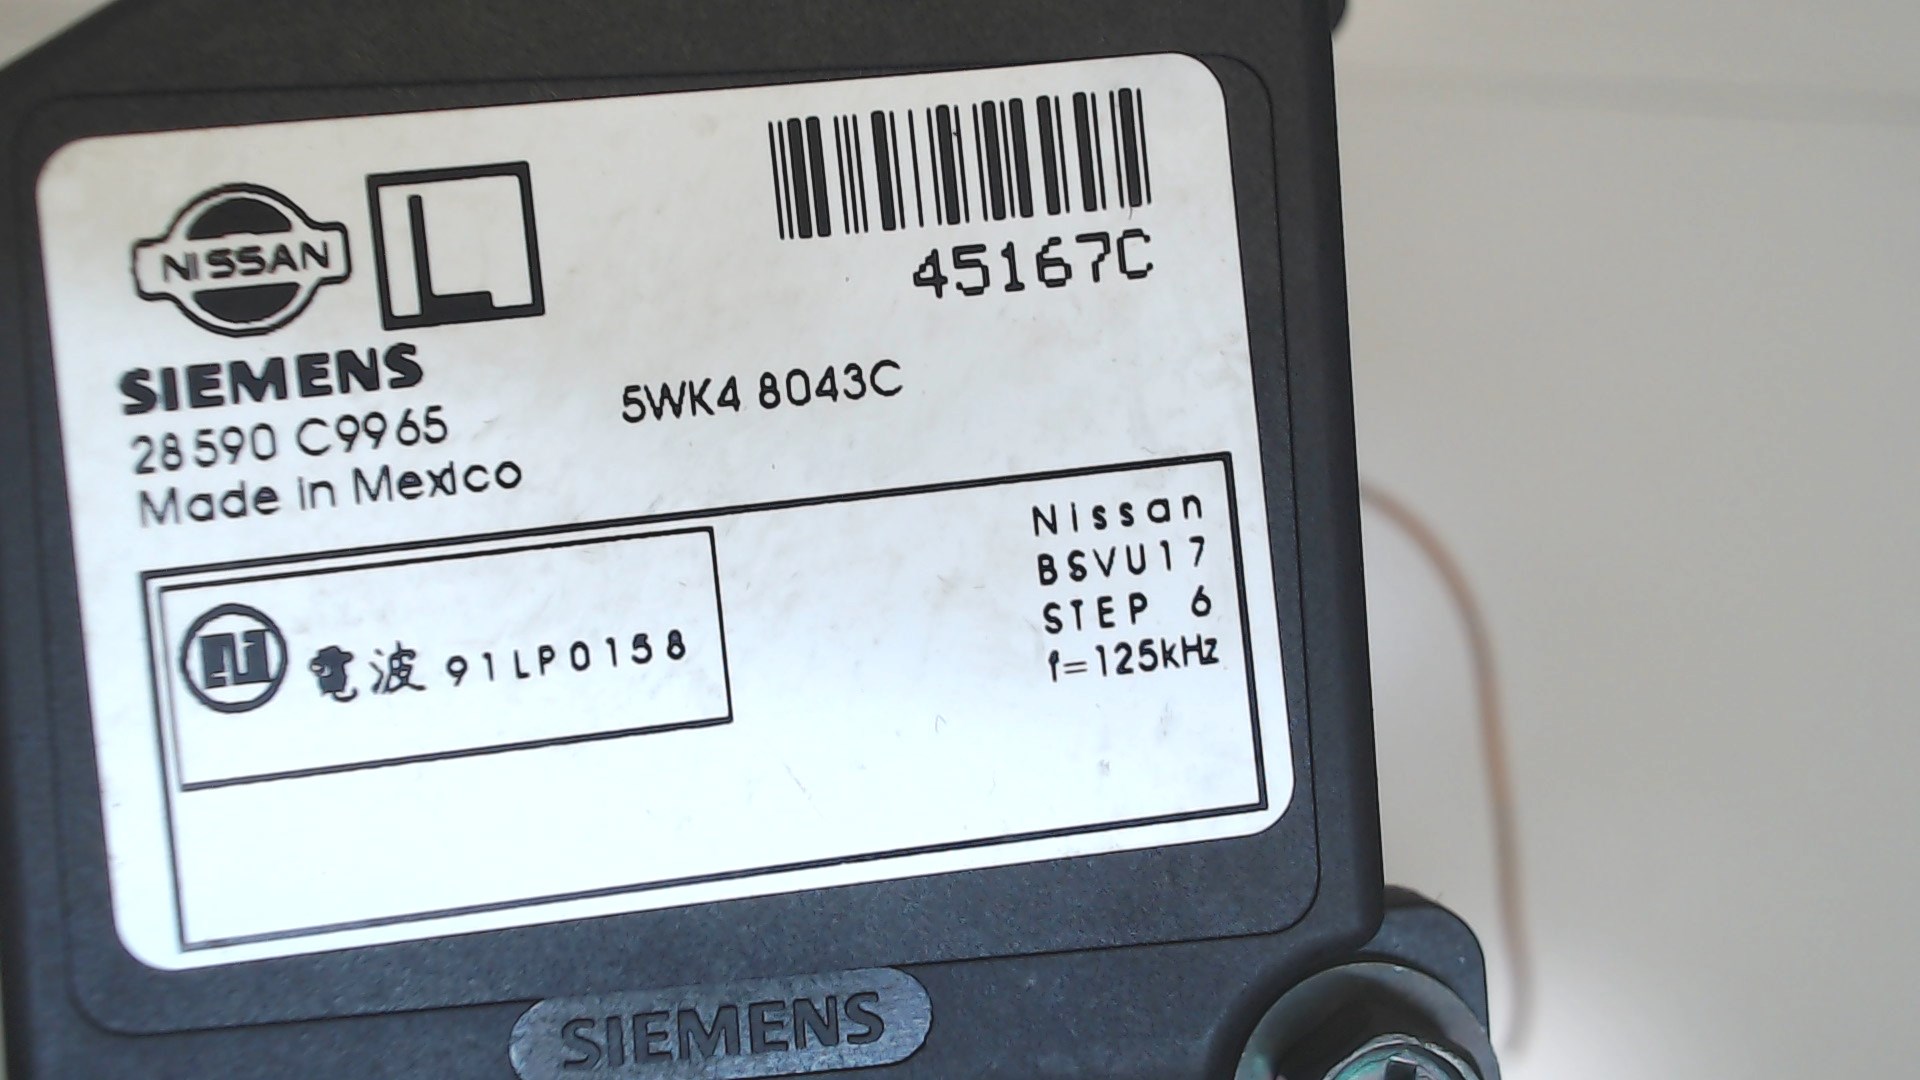 NISSAN
L
45167C
SIEMENS
28590 C9965
5WK4 8043C
Made in Mexico
Nissan
BSVU17
STEP 6
f=125kHz
電波 91LP0158
SIEMENS